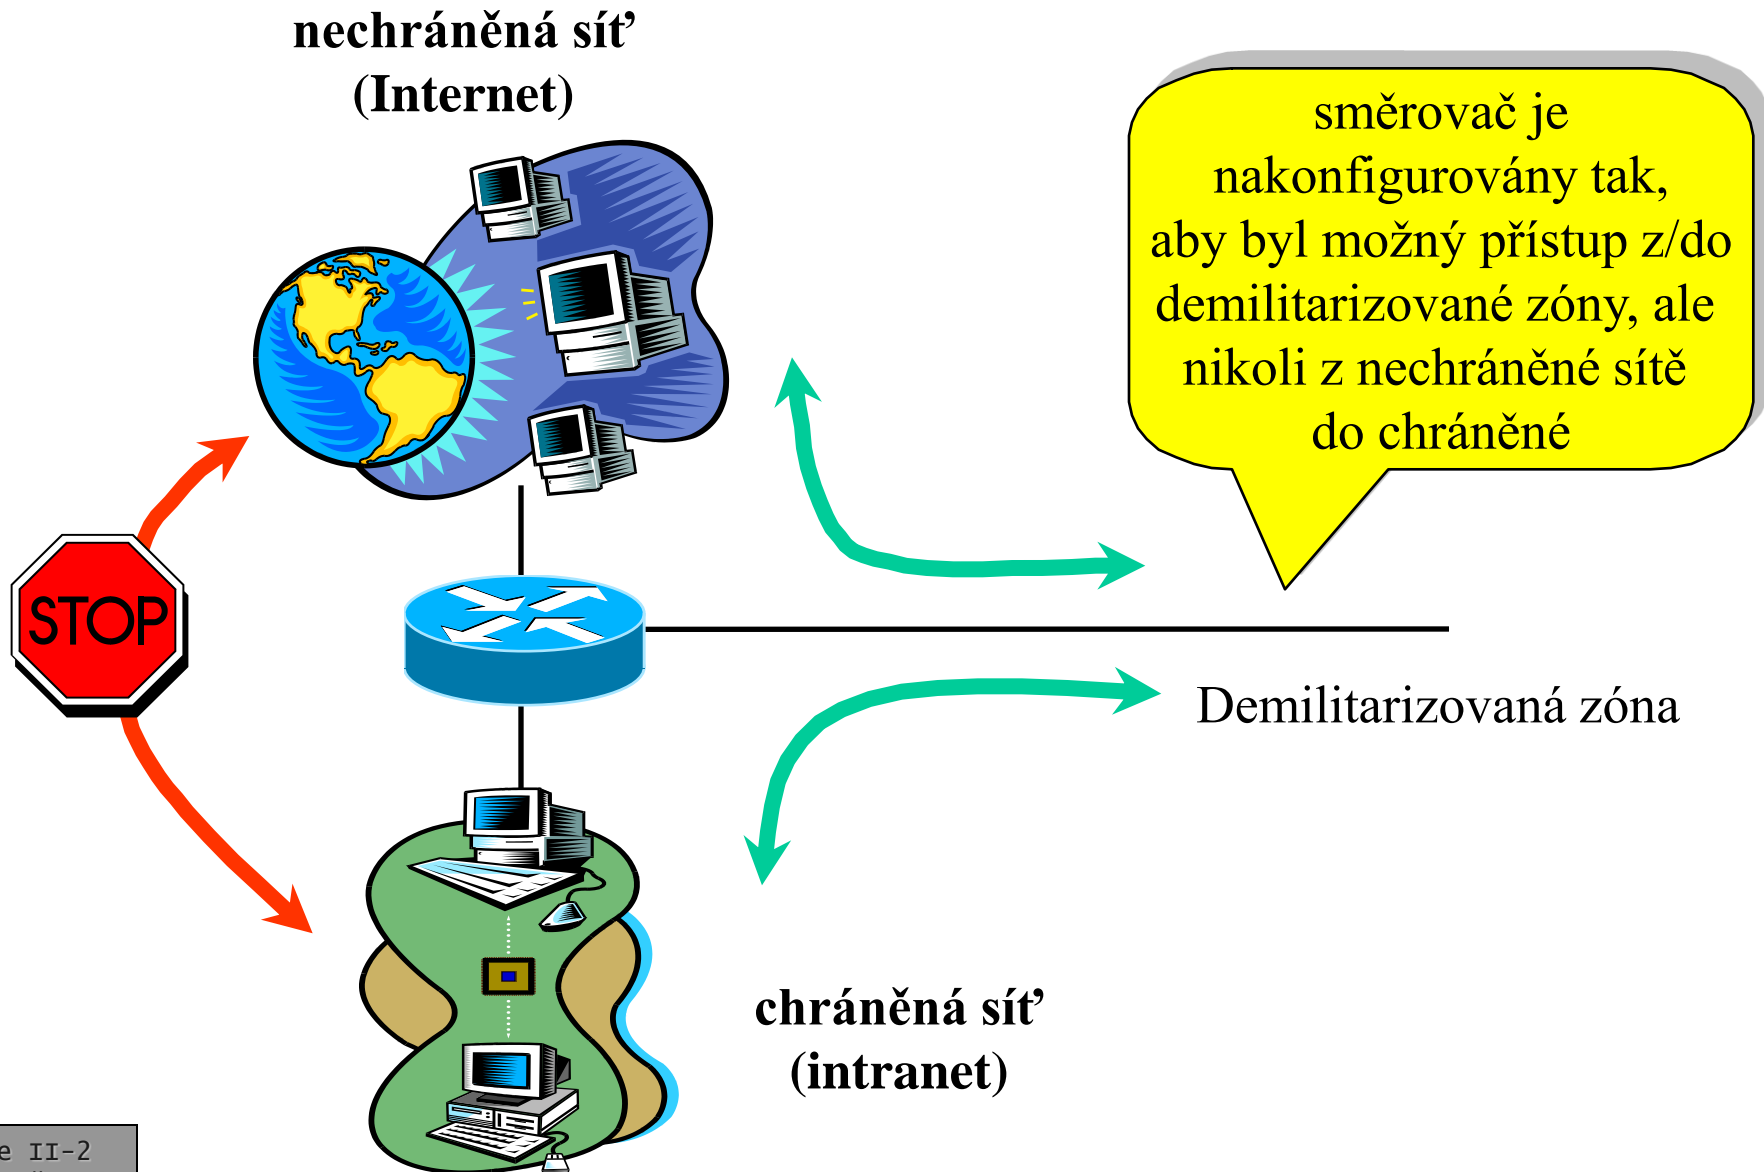 nechráněná síť
(Internet)
směrovač je
nakonfigurovány tak,
aby byl možný přístup z/do
demilitarizované zóny, ale
nikoli z nechráněné sítě
do chráněné
STOP
Demilitarizovaná zóna
chráněná síť
(intranet)
e II-2